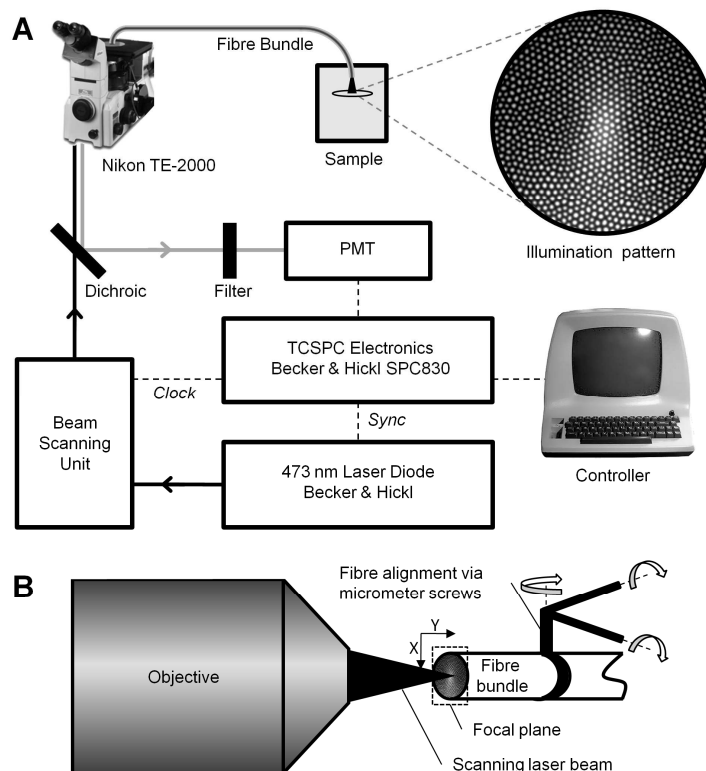 A
Fibre Bundle
Nikon TE-2000
Sample
Illumination pattern
Dichroic
Filter
PMT
TCSPC Electronics
Becker & Hickl SPC830
Clock
Sync
Beam
Scanning
Unit
473 nm Laser Diode
Becker & Hickl
Controller
B
Fibre alignment via
micrometer screws
Y
X
Objective
Fibre
bundle
Focal plane
Scanning laser beam